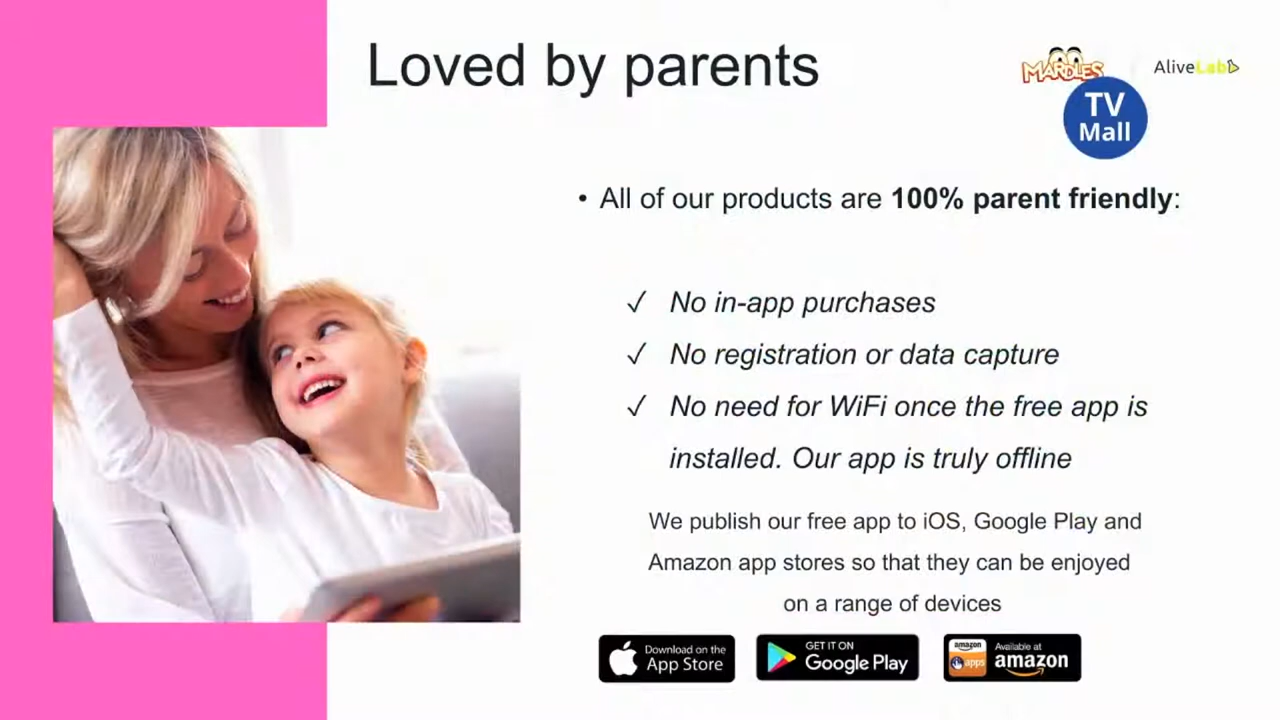 Loved by parents
MARDLES
AliveLab
TV
Mall
• All of our products are 100% parent friendly:
✓ No in-app purchases
✓ No registration or data capture
✓ No need for WiFi once the free app is
installed. Our app is truly offline
We publish our free app to iOS, Google Play and
Amazon app stores so that they can be enjoyed
on a range of devices
Download on the
App Store
GET IT ON
Google Play
amazon
apps
Available at
amazon